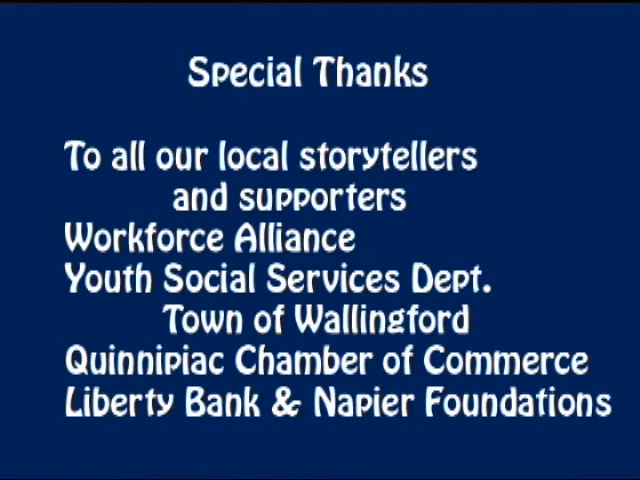 Special Thanks
To all our local storytellers
and supporters
Workforce Alliance
Youth Social Services Dept.
Town of Wallingford
Quinnipiac Chamber of Commerce
Liberty Bank & Napier Foundations